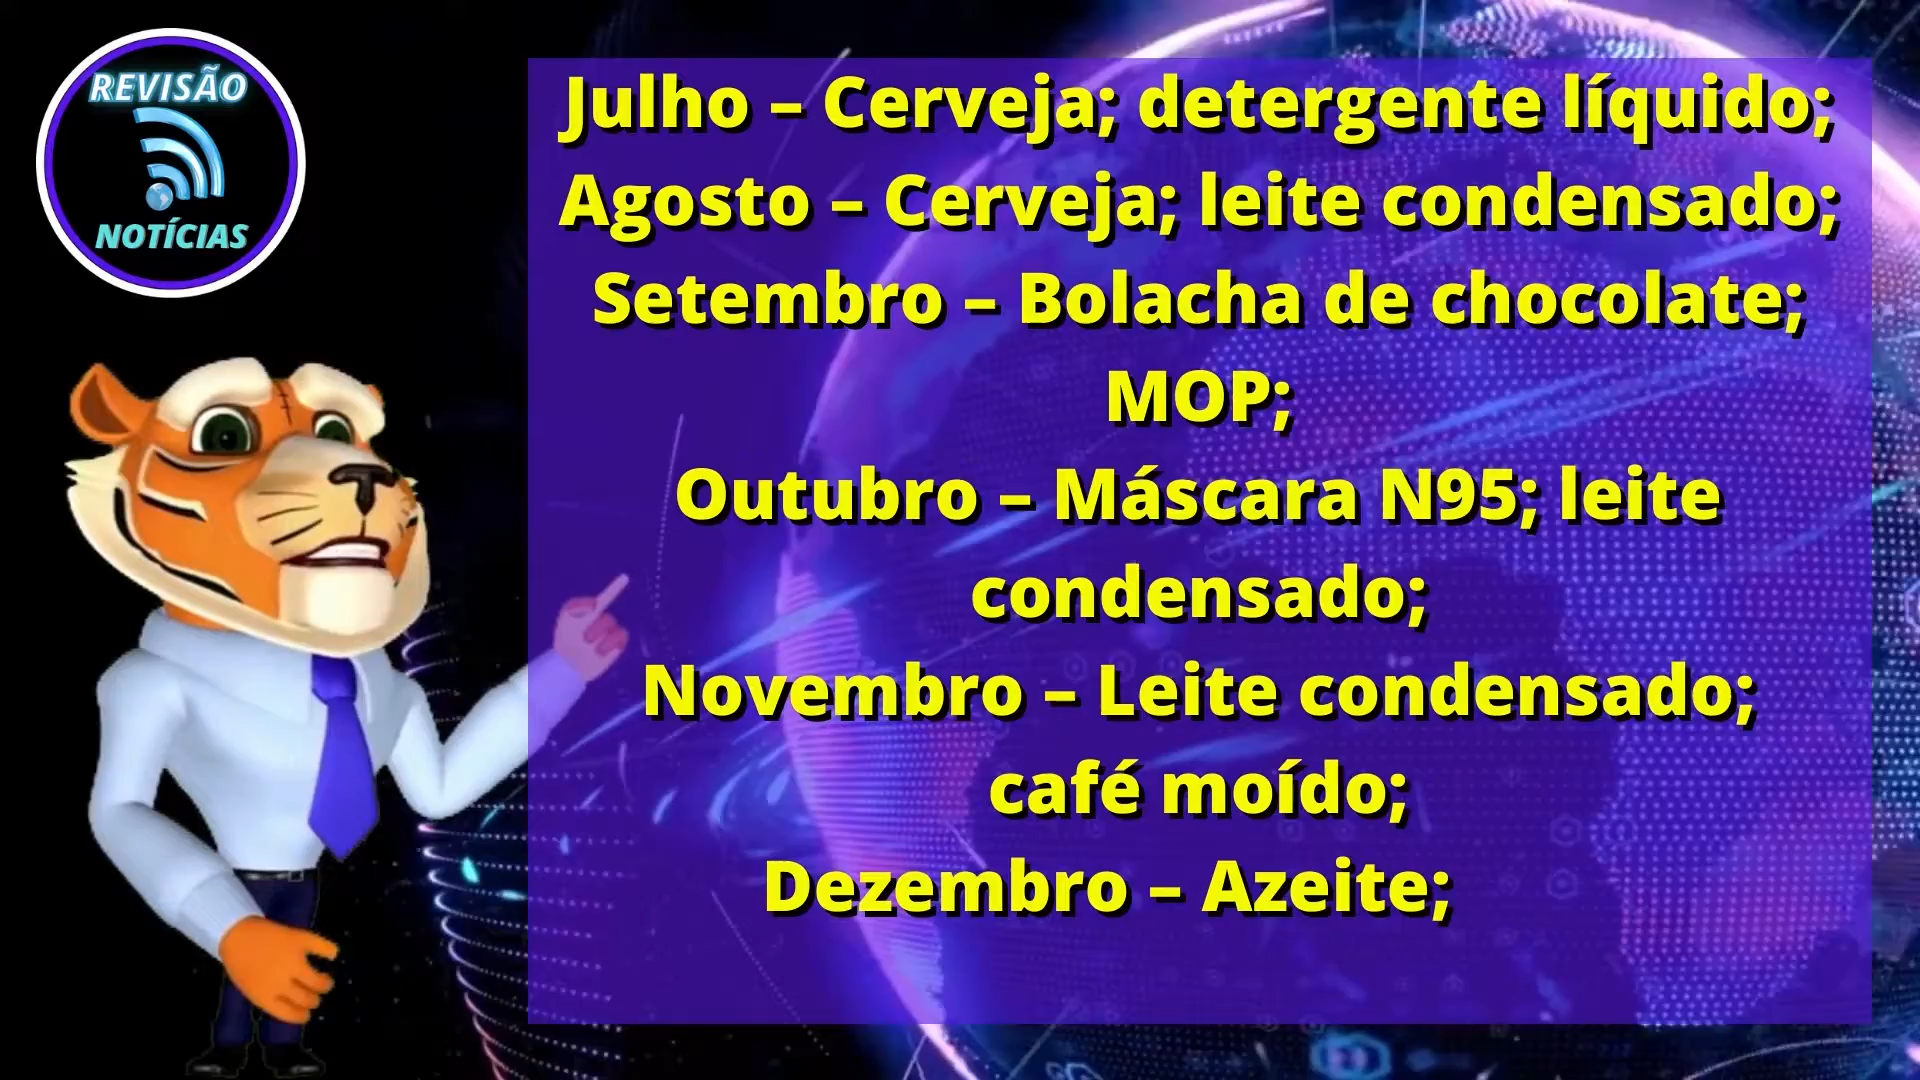 REVISÃO
NOTÍCIAS
Julho – Cerveja; detergente líquido;
Agosto – Cerveja; leite condensado;
Setembro – Bolacha de chocolate;
MOP;
Outubro – Máscara N95; leite
condensado;
Novembro – Leite condensado;
café moído;
Dezembro – Azeite;